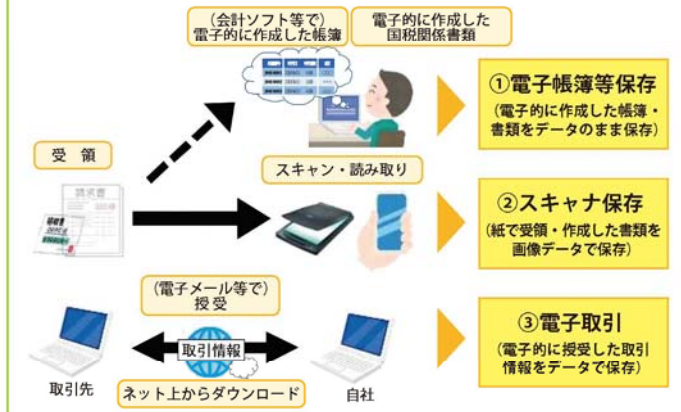 (会計ソフト等で)
電子的に作成した帳簿
電子的に作成した
国税関係書類
①電子帳簿等保存
(電子的に作成した帳簿・
書類をデータのまま保存)
受 領
請求書
領収書
スキャン・読み取り
②スキャナ保存
(紙で受領・作成した書類を
画像データで保存)
(電子メール等で)
授 受
取引情報
取引先
ネット上からダウンロード
自社
③電子取引
(電子的に授受した取引
情報をデータで保存)